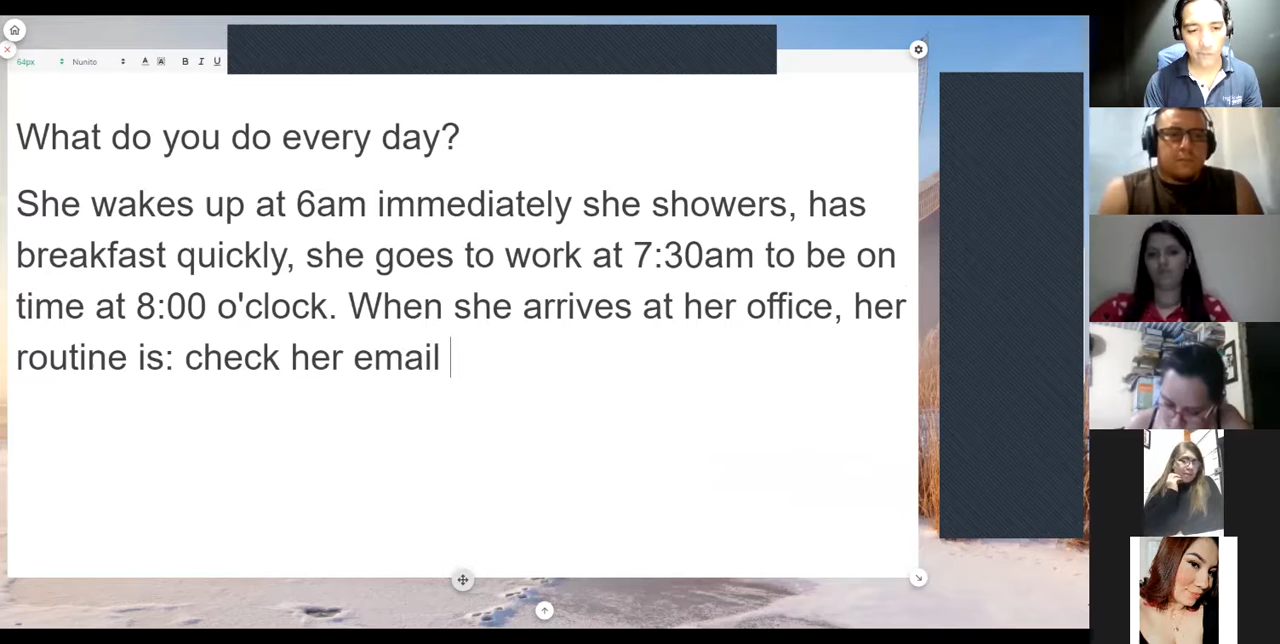 64px Nunito A A B I U
What do you do every day?
She wakes up at 6am immediately she showers, has
breakfast quickly, she goes to work at 7:30am to be on
time at 8:00 o'clock. When she arrives at her office, her
routine is: check her email